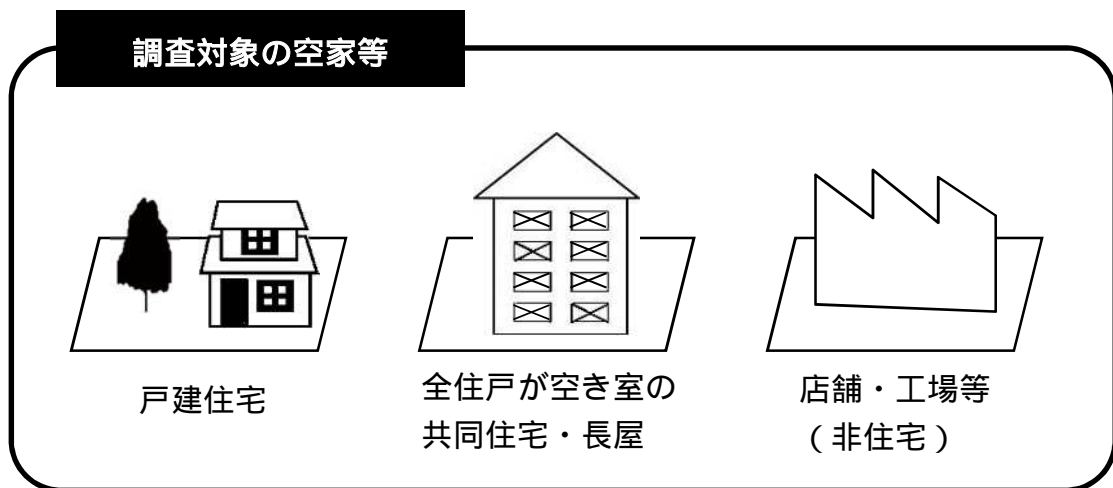 調査対象の空家等
戸建住宅
全住戸が空き室の
共同住宅・長屋
店舗・工場等
（非住宅）